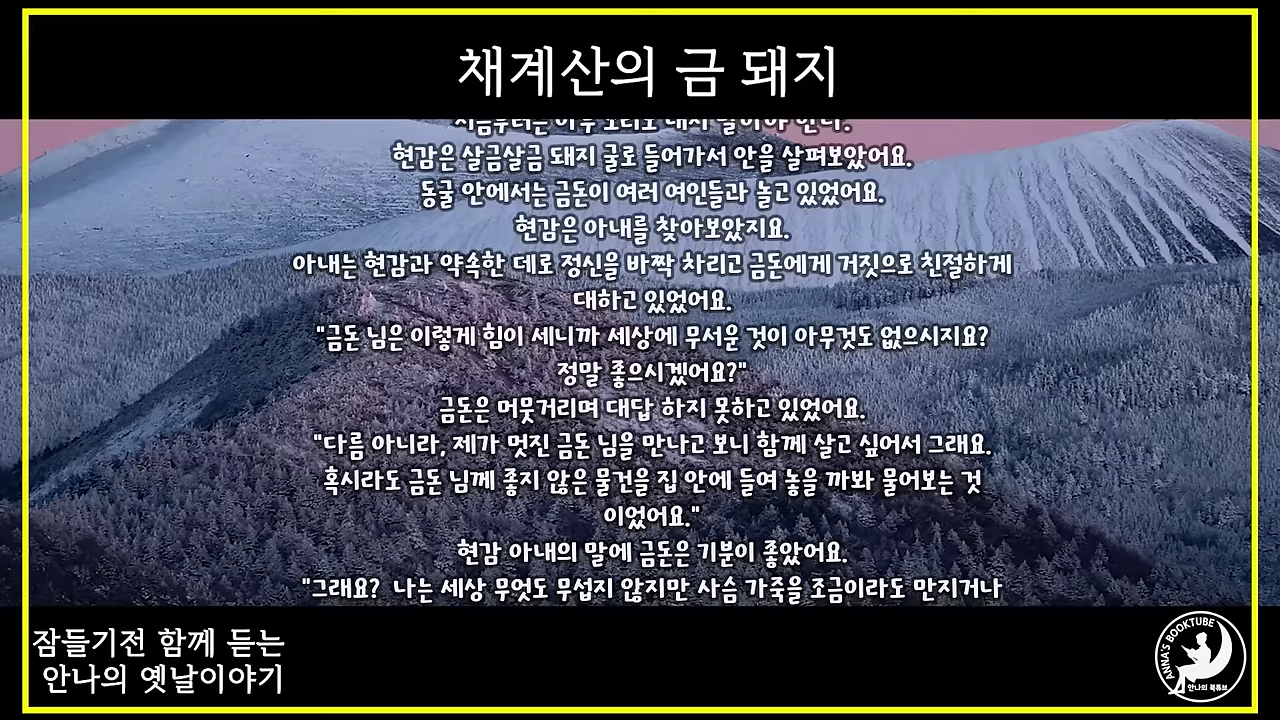 채계산의 금 돼지
현감은 살금살금 돼지 굴로 들어가서 안을 살펴보았어요.
동굴 안에서는 금돈이 여러 여인들과 놀고 있었어요.
현감은 아내를 찾아보았지요.
아내는 현감과 약속한 데로 정신을 바짝 차리고 금돈에게 거짓으로 친절하게
대하고 있었어요.
"금돈 님은 이렇게 힘이 세니까 세상에 무서운 것이 아무것도 없으시지요?
정말 좋으시겠어요?"
금돈은 머뭇거리며 대답 하지 못하고 있었어요.
"다름 아니라, 제가 멋진 금돈 님을 만나고 보니 함께 살고 싶어서 그래요.
혹시라도 금돈 님께 좋지 않은 물건을 집 안에 들여 놓을 까봐 물어보는 것
이었어요."
현감 아내의 말에 금돈은 기분이 좋았어요.
"그래요? 나는 세상 무엇도 무섭지 않지만 사슴 가죽을 조금이라도 만지거나
잠들기전 함께 듣는
안나의 옛날이야기
ANNA'S BOOKTUBE
안나의 북튜브